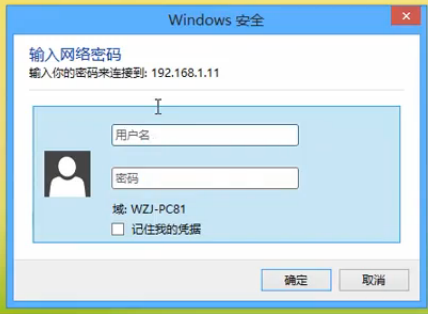 Windows 安全
输入网络密码
输入你的密码来连接到: 192.168.1.11
用户名
密码
域: WZJ-PC81
记住我的凭据
确定
取消